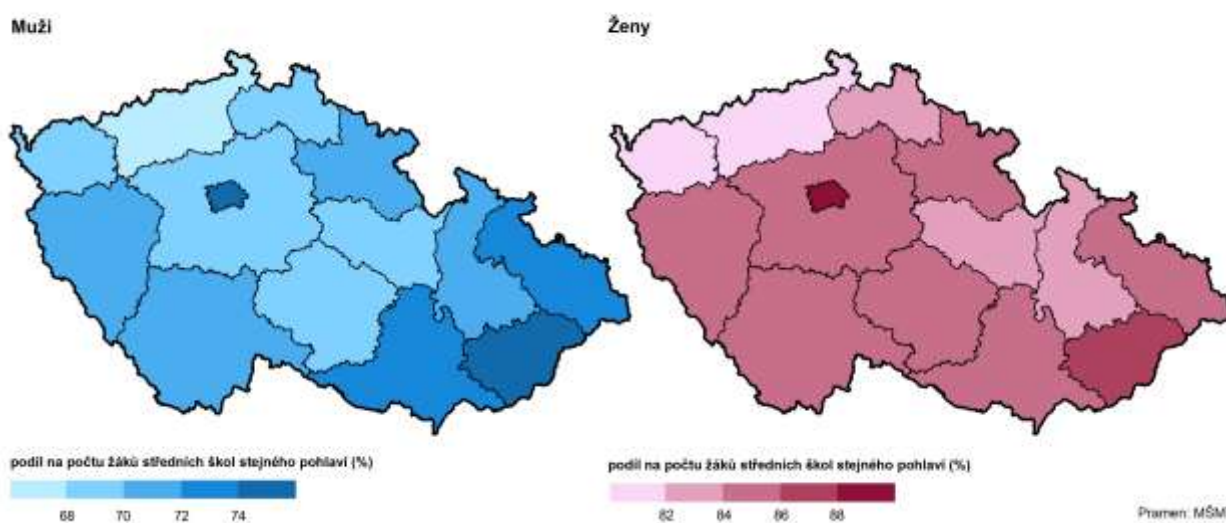 Muži
Ženy
podíl na počtu žáků středních škol stejného pohlaví (%)
68 70 72 74
podíl na počtu žáků středních škol stejného pohlaví (%)
82 84 86 88
Pramen: MŠM